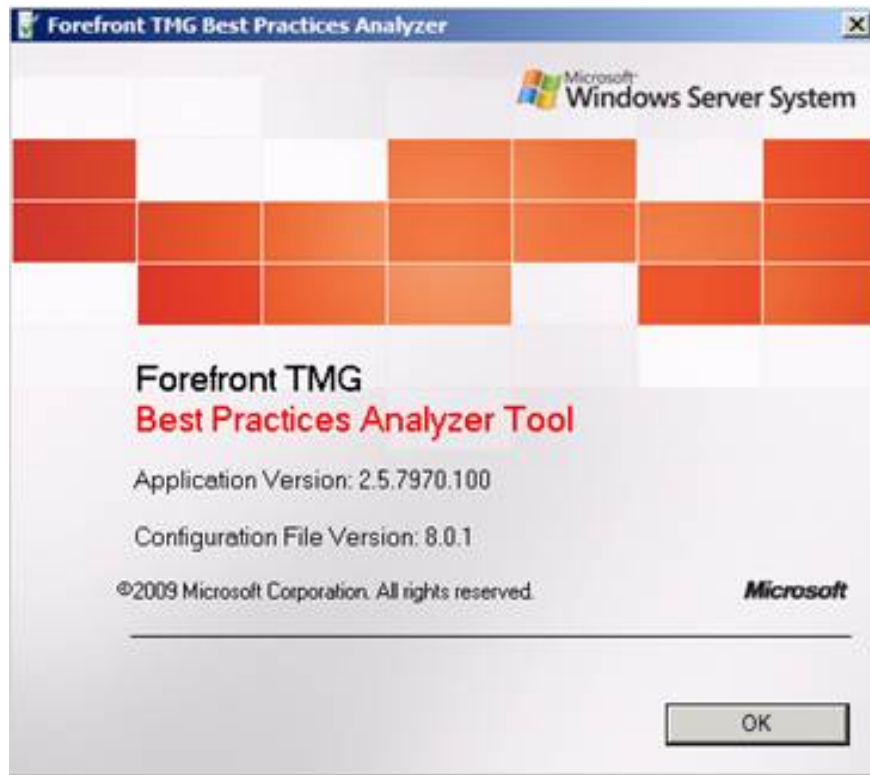 Forefront TMG Best Practices Analyzer
Microsoft
Windows Server System
Forefront TMG
Best Practices Analyzer Tool
Application Version: 2.5.7970.100
Configuration File Version: 8.0.1
©2009 Microsoft Corporation. All rights reserved.
Microsoft
OK